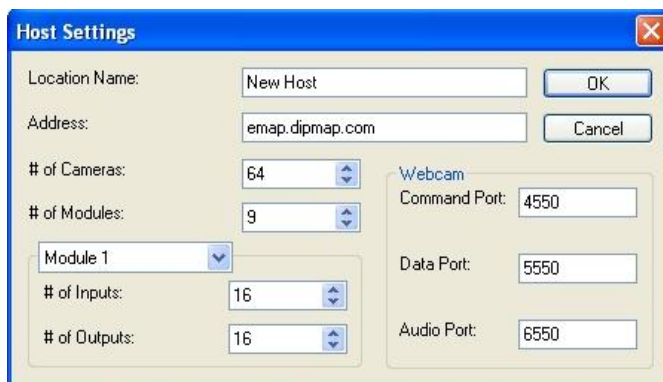 Host Settings
Location Name: New Host OK
Address: emap.dipmap.com Cancel
# of Cameras: 64
# of Modules: 9
Module 1
# of Inputs: 16
# of Outputs: 16
Webcam
Command Port: 4550
Data Port: 5550
Audio Port: 6550